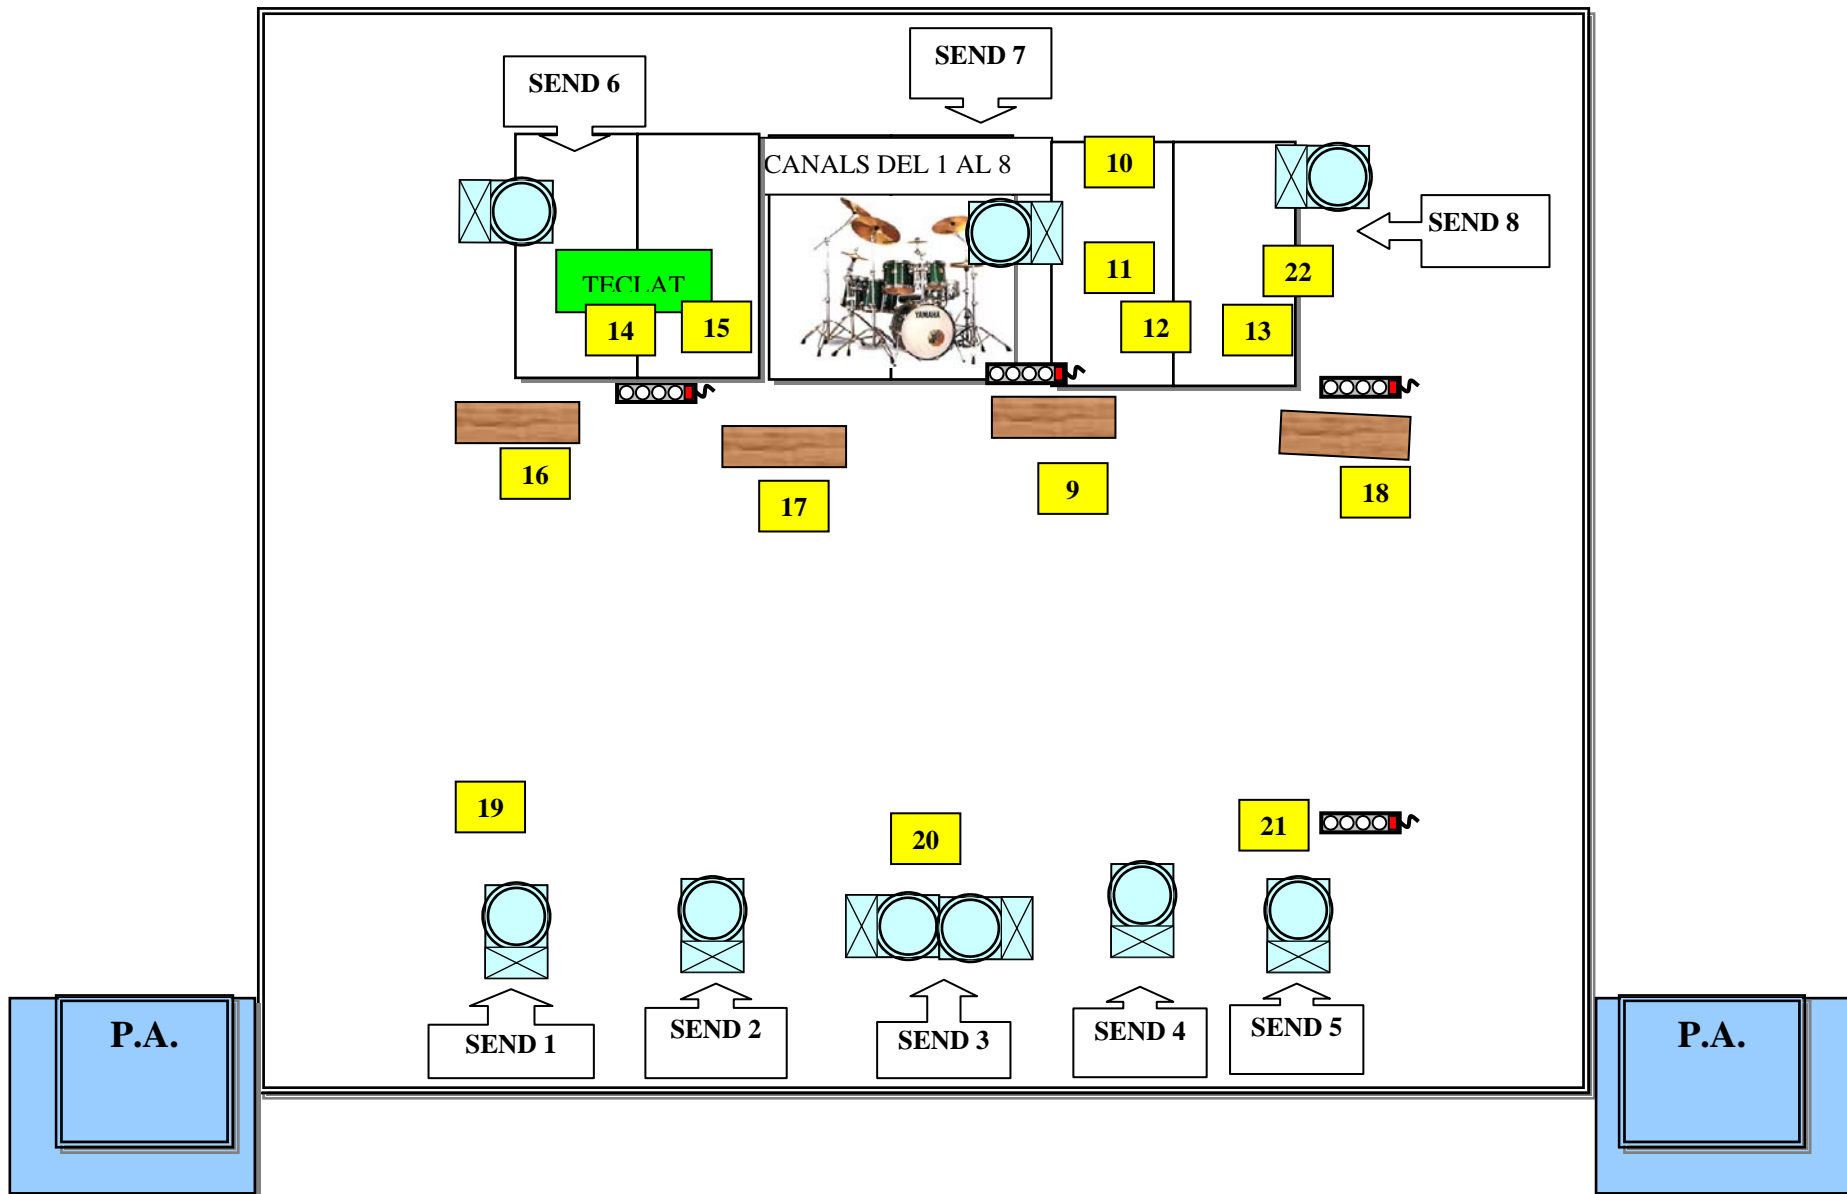 SEND 7
SEND 6
CANALS DEL 1 AL 8
10
SEND 8
11
22
TECLAT
14
15
YAMAHA
12
13
16
17
9
18
19
20
21
P.A.
SEND 1
SEND 2
SEND 3
SEND 4
SEND 5
P.A.